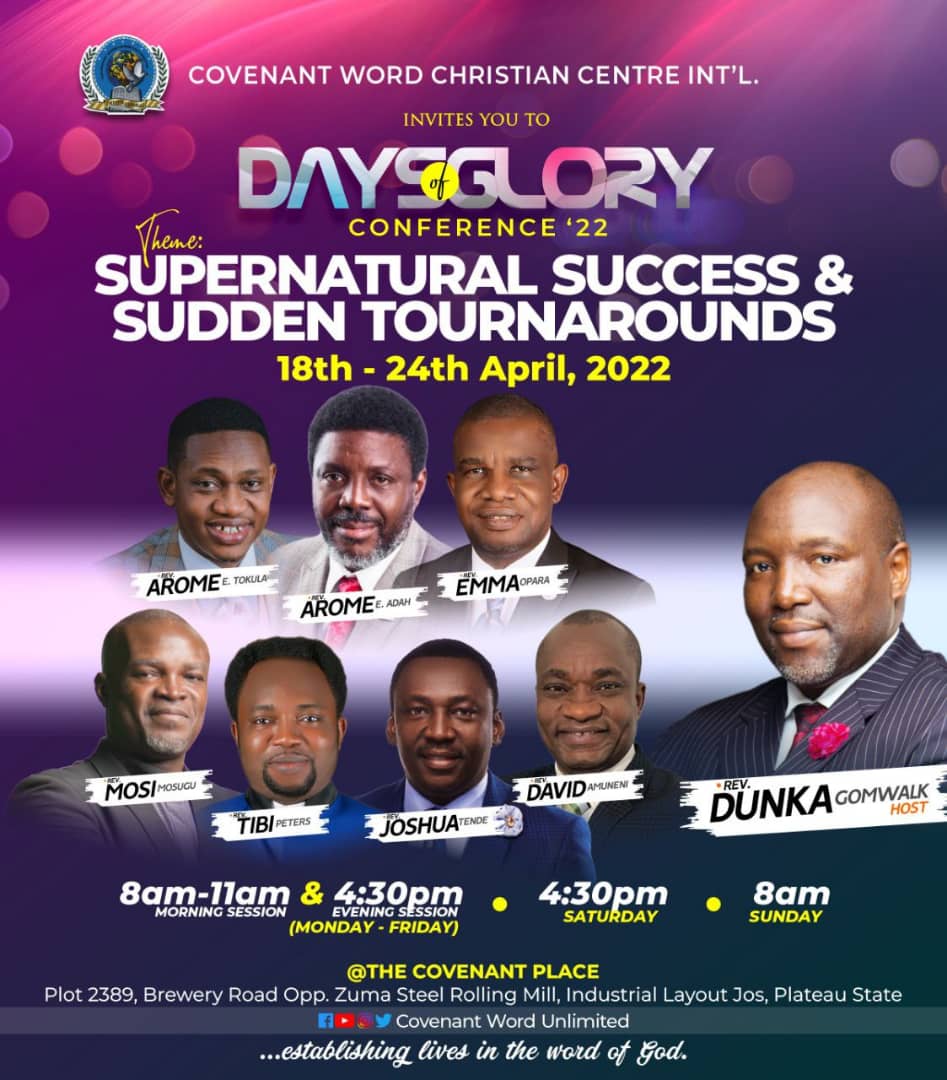 COVENANT WORD CHRISTIAN CENTRE INT'L.
INVITES YOU TO
DAYS of GLORY
CONFERENCE '22
Theme:
SUPERNATURAL SUCCESS &
SUDDEN TOURNAROUNDS
18th - 24th April, 2022
REV. AROME E. TOKULA
REV. AROME E. ADAH
REV. EMMA OPARA
REV. MOSI MOSUGU
REV. TIBI PETERS
REV. JOSHUA TENDE
REV. DAVID AMUNENI
REV. DUNKA GOMWALK
HOST
8am-11am & 4:30pm • 4:30pm • 8am
MORNING SESSION EVENING SESSION SATURDAY SUNDAY
(MONDAY - FRIDAY)
@THE COVENANT PLACE
Plot 2389, Brewery Road Opp. Zuma Steel Rolling Mill, Industrial Layout Jos, Plateau State
Covenant Word Unlimited
...establishing lives in the word of God.